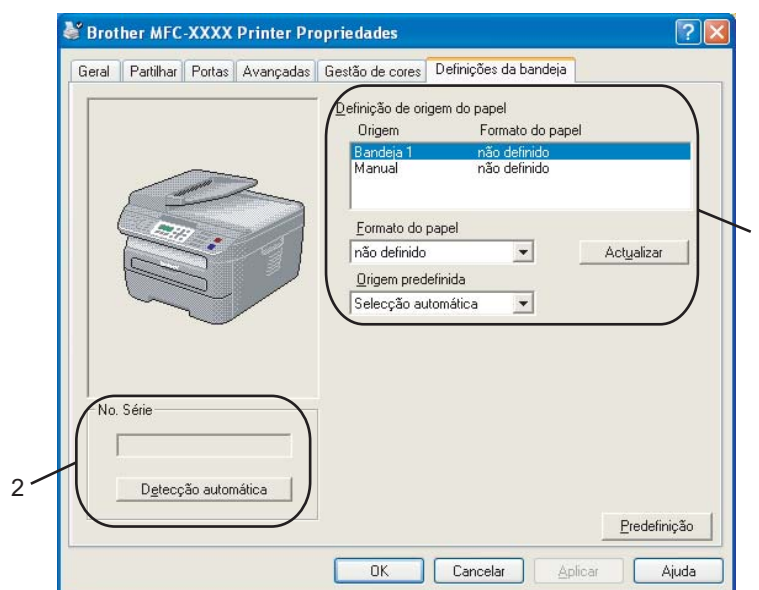 Brother MFC-XXXX Printer Propriedades
Geral Partilhar Portas Avançadas Gestão de cores Definições da bandeja
Definição de origem do papel
Origem Formato do papel
Bandeja 1 não definido
Manual não definido
Formato do papel
não definido Actualizar
Origem predefinida
Selecção automática
No. Série
2
Detecção automática
Predefinição
OK Cancelar Aplicar Ajuda